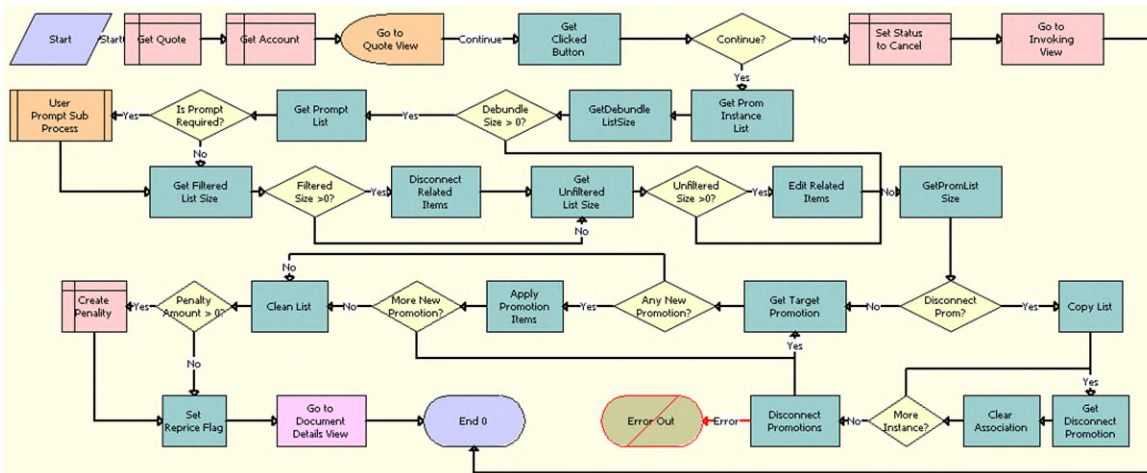 Start
Start
Get Quote
Get Account
Go to
Quote View
Continue
Get
Clicked
Button
Continue?
No
Set Status
to Cancel
Go to
Invoking
View
Yes
User
Prompt Sub
Process
Yes
Is Prompt
Required?
Get Prompt
List
Yes
Debundle
Size > 0?
GetDebundle
ListSize
Get Prom
Instance
List
No
Get Filtered
List Size
Filtered
Size >0?
Yes
Disconnect
Related
Items
Get
Unfiltered
List Size
Unfiltered
Size >0?
Yes
Edit Related
Items
No
GetPromList
Size
No
No
Create
Penality
Yes
Penalty
Amount > 0?
Clean List
No
More New
Promotion?
Apply
Promotion
Items
Yes
Any New
Promotion?
Get Target
Promotion
No
Disconnect
Prom?
Yes
Copy List
No
Yes
Yes
Set
Reprice Flag
Go to
Document
Details View
End 0
Error Out
Error
Disconnect
Promotions
No
More
Instance?
Clear
Association
Get
Disconnect
Promotion